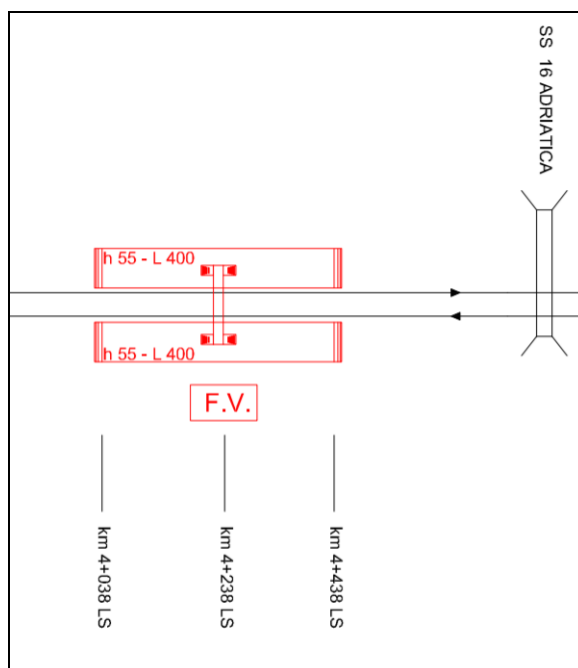 SS 16 ADRIATICA
h 55 - L 400
h 55 - L 400
F.V.
km 4+038 LS
km 4+238 LS
km 4+438 LS